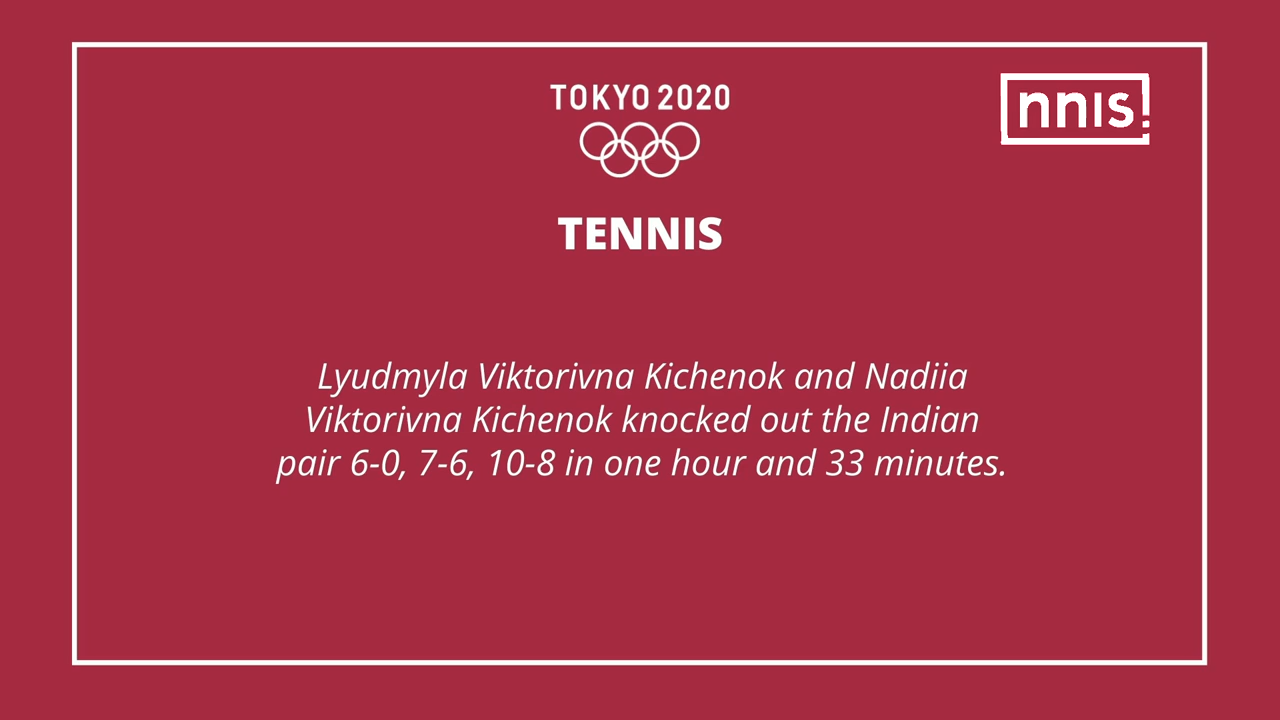 TOKYO 2020
nnis!
TENNIS
Lyudmyla Viktorivna Kichenok and Nadiia
Viktorivna Kichenok knocked out the Indian
pair 6-0, 7-6, 10-8 in one hour and 33 minutes.